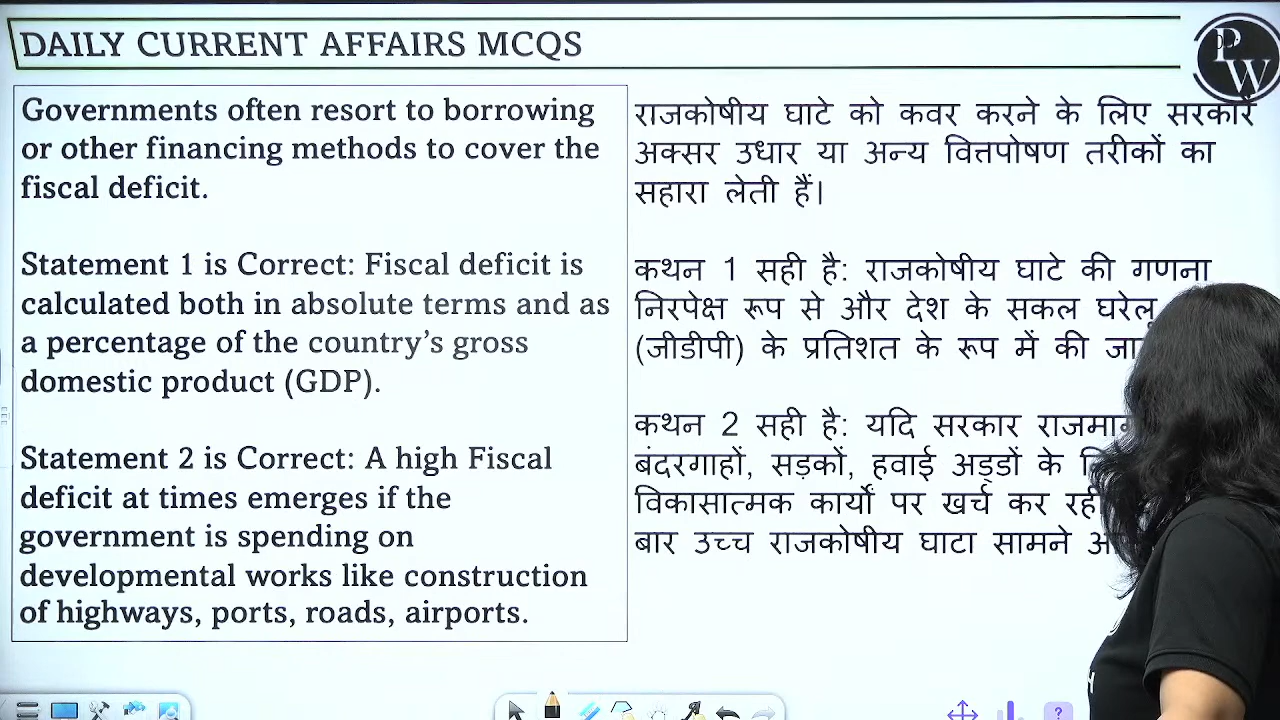 DAILY CURRENT AFFAIRS MCQS
PW
Governments often resort to borrowing
or other financing methods to cover the
fiscal deficit.
Statement 1 is Correct: Fiscal deficit is
calculated both in absolute terms and as
a percentage of the country’s gross
domestic product (GDP).
Statement 2 is Correct: A high Fiscal
deficit at times emerges if the
government is spending on
developmental works like construction
of highways, ports, roads, airports.
राजकोषीय घाटे को कवर करने के लिए सरकारें
अक्सर उधार या अन्य वित्तपोषण तरीकों का
सहारा लेती हैं।
कथन 1 सही है: राजकोषीय घाटे की गणना
निरपेक्ष रूप से और देश के सकल घरेलू
(जीडीपी) के प्रतिशत के रूप में की
कथन 2 सही है: यदि सरकार
बंदरगाहों, सड़कों, हवाई अड्डों के
विकासात्मक कार्यों पर खर्च कर रही
बार उच्च राजकोषीय घाटा सामने